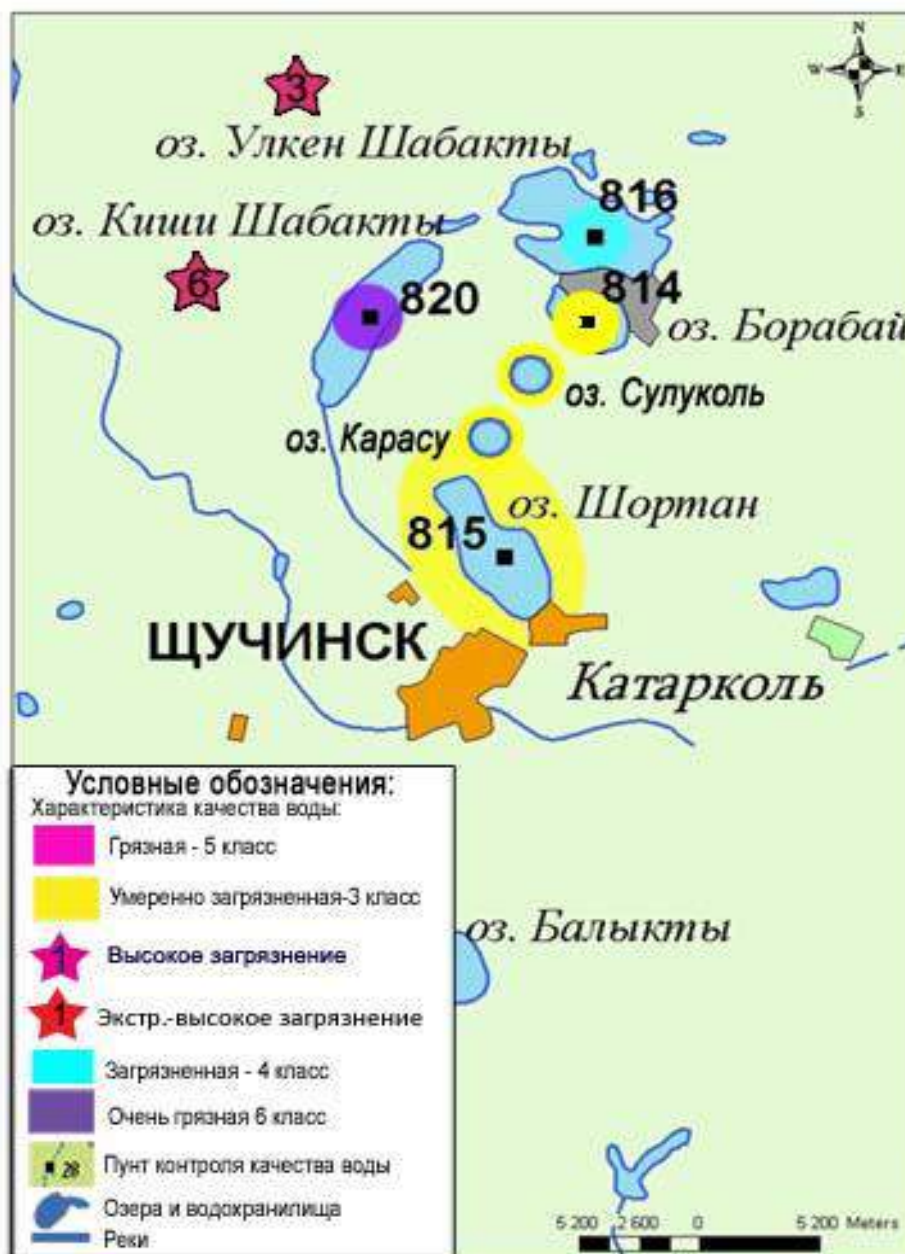 N
W E
S
3
оз. Улкен Шабакты
816
оз. Киши Шабакты
6
820
814
оз. Борабай
оз. Сулуколь
оз. Карасу
оз. Шортан
815
ЩУЧИНСК
Катарколь
оз. Балыкты
Условные обозначения:
Характеристика качества воды:
Грязная - 5 класс
Умеренно загрязненная-3 класс
1 Высокое загрязнение
1 Экстр.-высокое загрязнение
Загрязненная - 4 класс
Очень грязная 6 класс
28 Пунт контроля качества воды
Озера и водохранилища
Реки
5 200 2 600 0 5 200 Meters